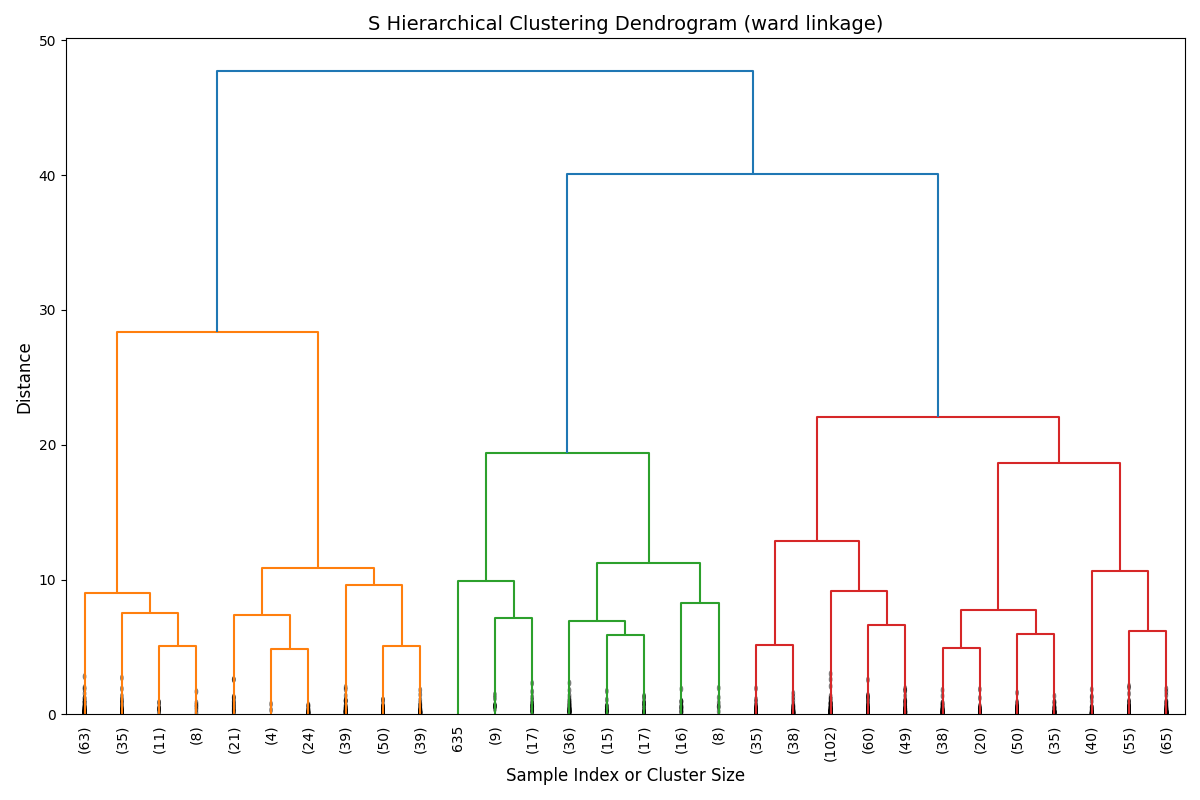 S Hierarchical Clustering Dendrogram (ward linkage)
50
40
30
20
10
0
Distance
(63) (35) (11) (8) (21) (4) (24) (39) (50) (39) 635 (9) (17) (36) (15) (17) (16) (8) (35) (38) (102) (60) (49) (38) (20) (50) (35) (40) (55) (65)
Sample Index or Cluster Size